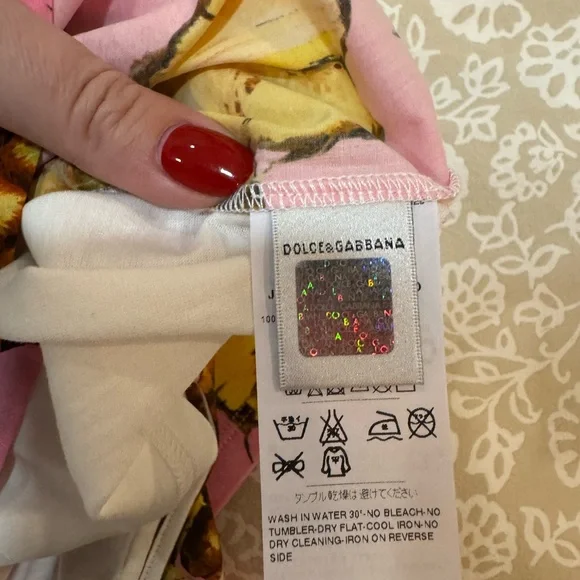 DOLCE&GABBANA
J
100
タンブル乾燥は避けてください
WASH IN WATER 30°-NO BLEACH-NO
TUMBLER-DRY FLAT-COOL IRON-NO
DRY CLEANING-IRON ON REVERSE
SIDE